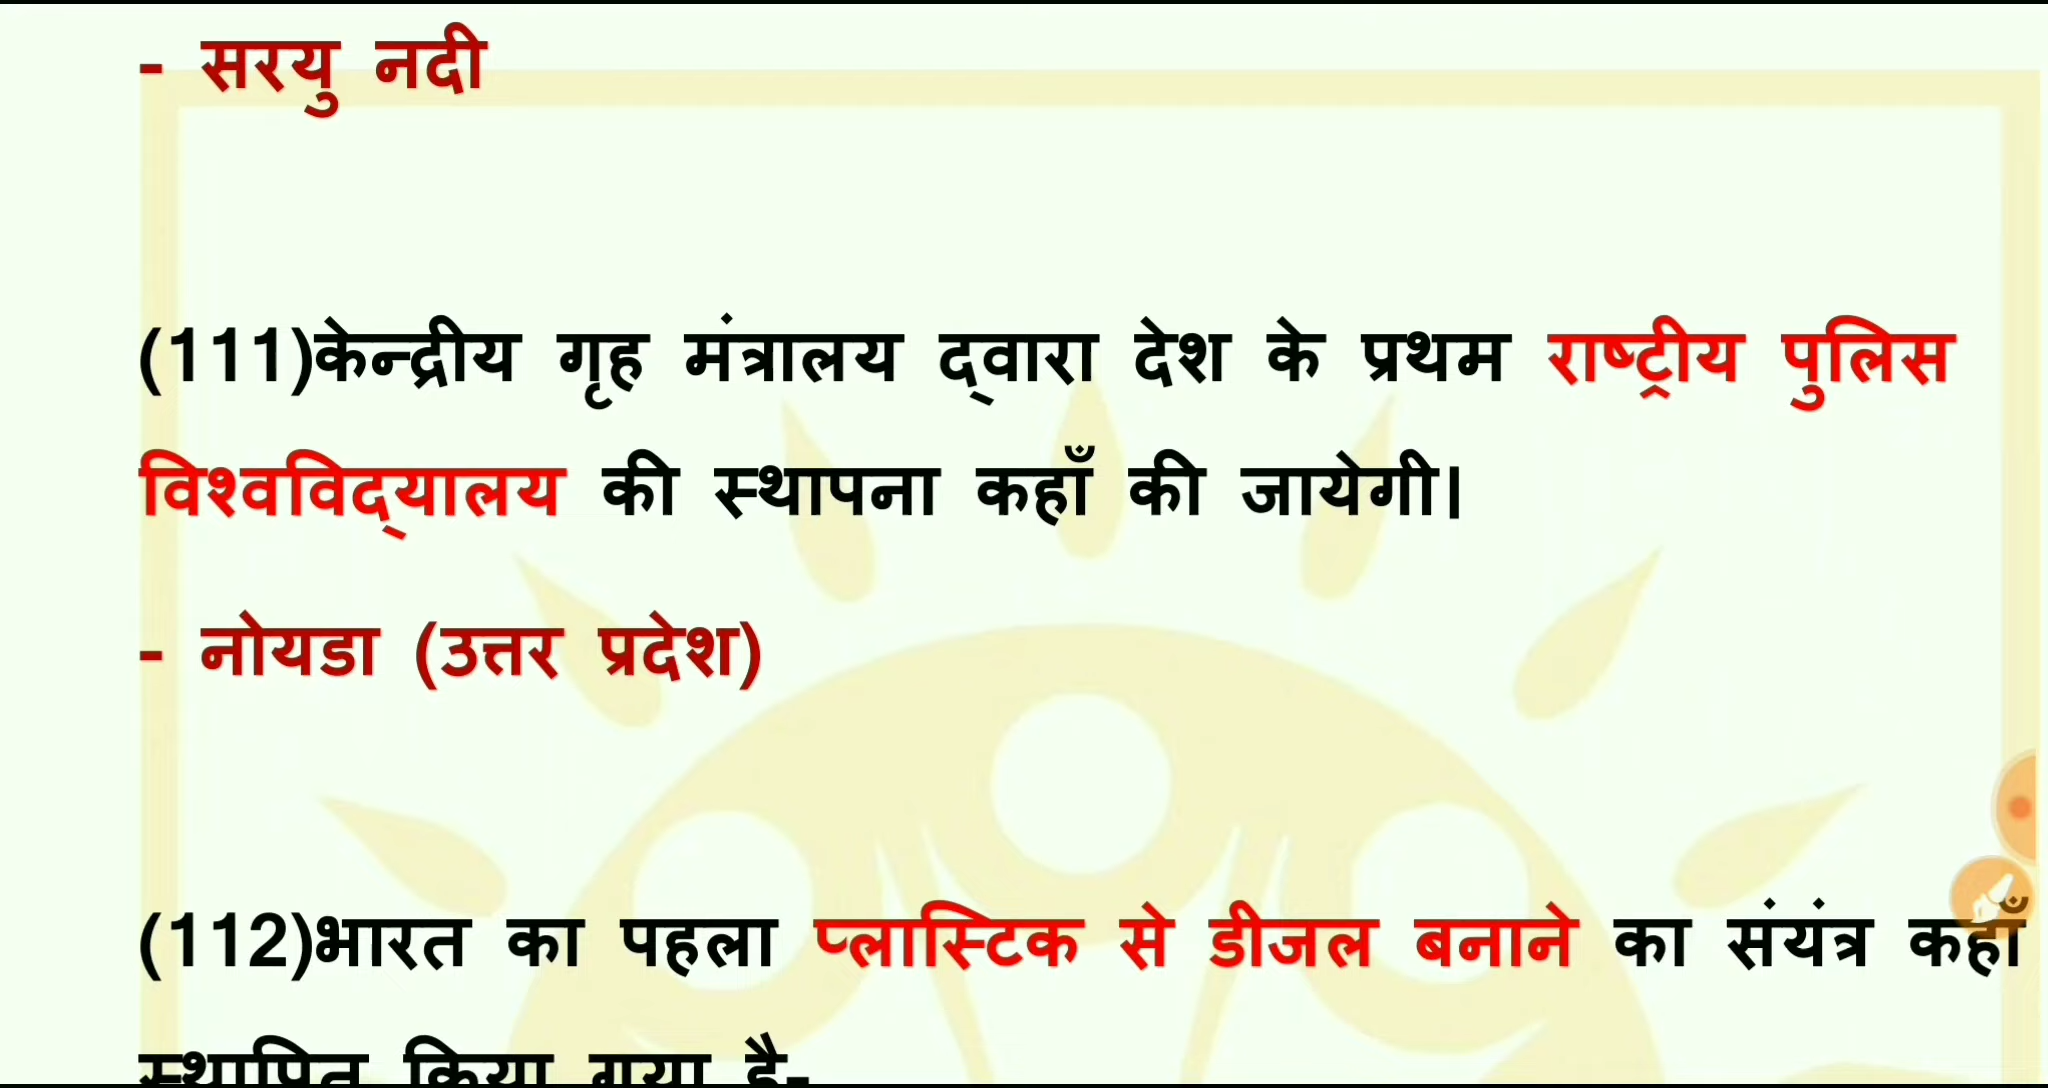 - सरयु नदी
(111)केन्द्रीय गृह मंत्रालय द्वारा देश के प्रथम राष्ट्रीय पुलिस
विश्वविद्यालय की स्थापना कहाँ की जायेगी।
- नोयडा (उत्तर प्रदेश)
(112)भारत का पहला प्लास्टिक से डीजल बनाने का संयंत्र कहाँ
स्थापित किया गया है-